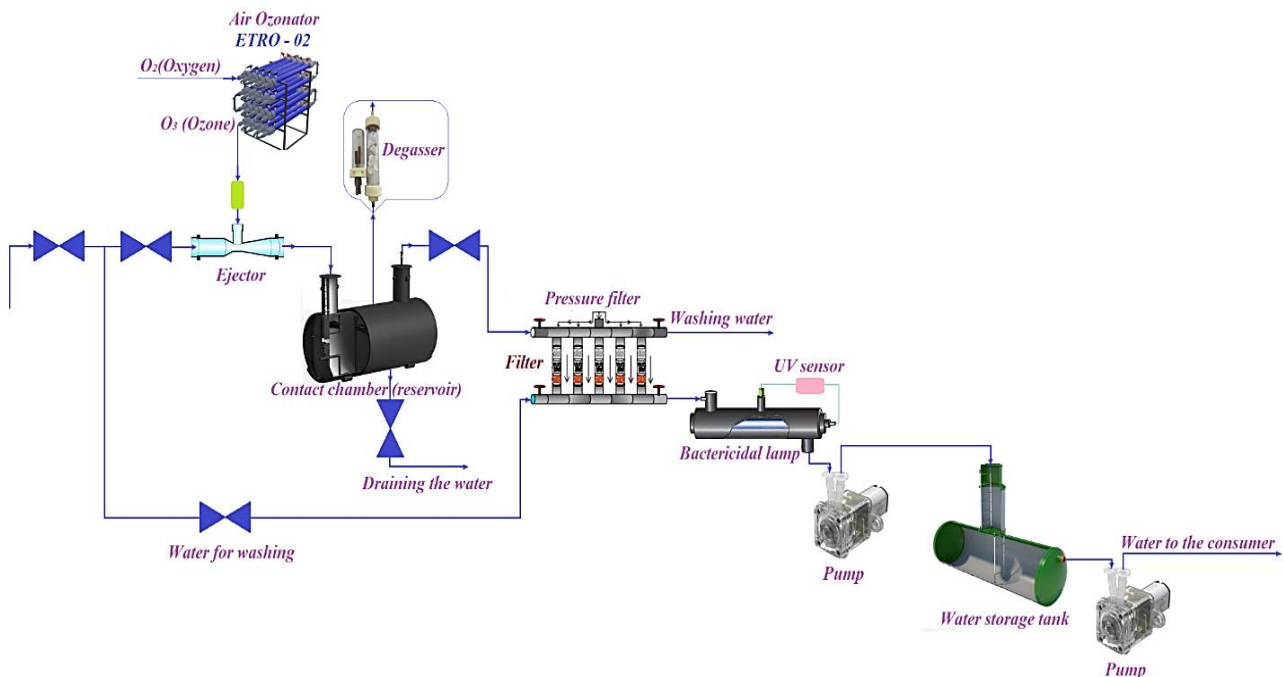 Air Ozonator
ETRO - 02
O₂(Oxygen)
O₃ (Ozone)
Degasser
Ejector
Pressure filter
Washing water
Filter
UV sensor
Contact chamber (reservoir)
Bactericidal lamp
Draining the water
Water for washing
Water to the consumer
Pump
Water storage tank
Pump